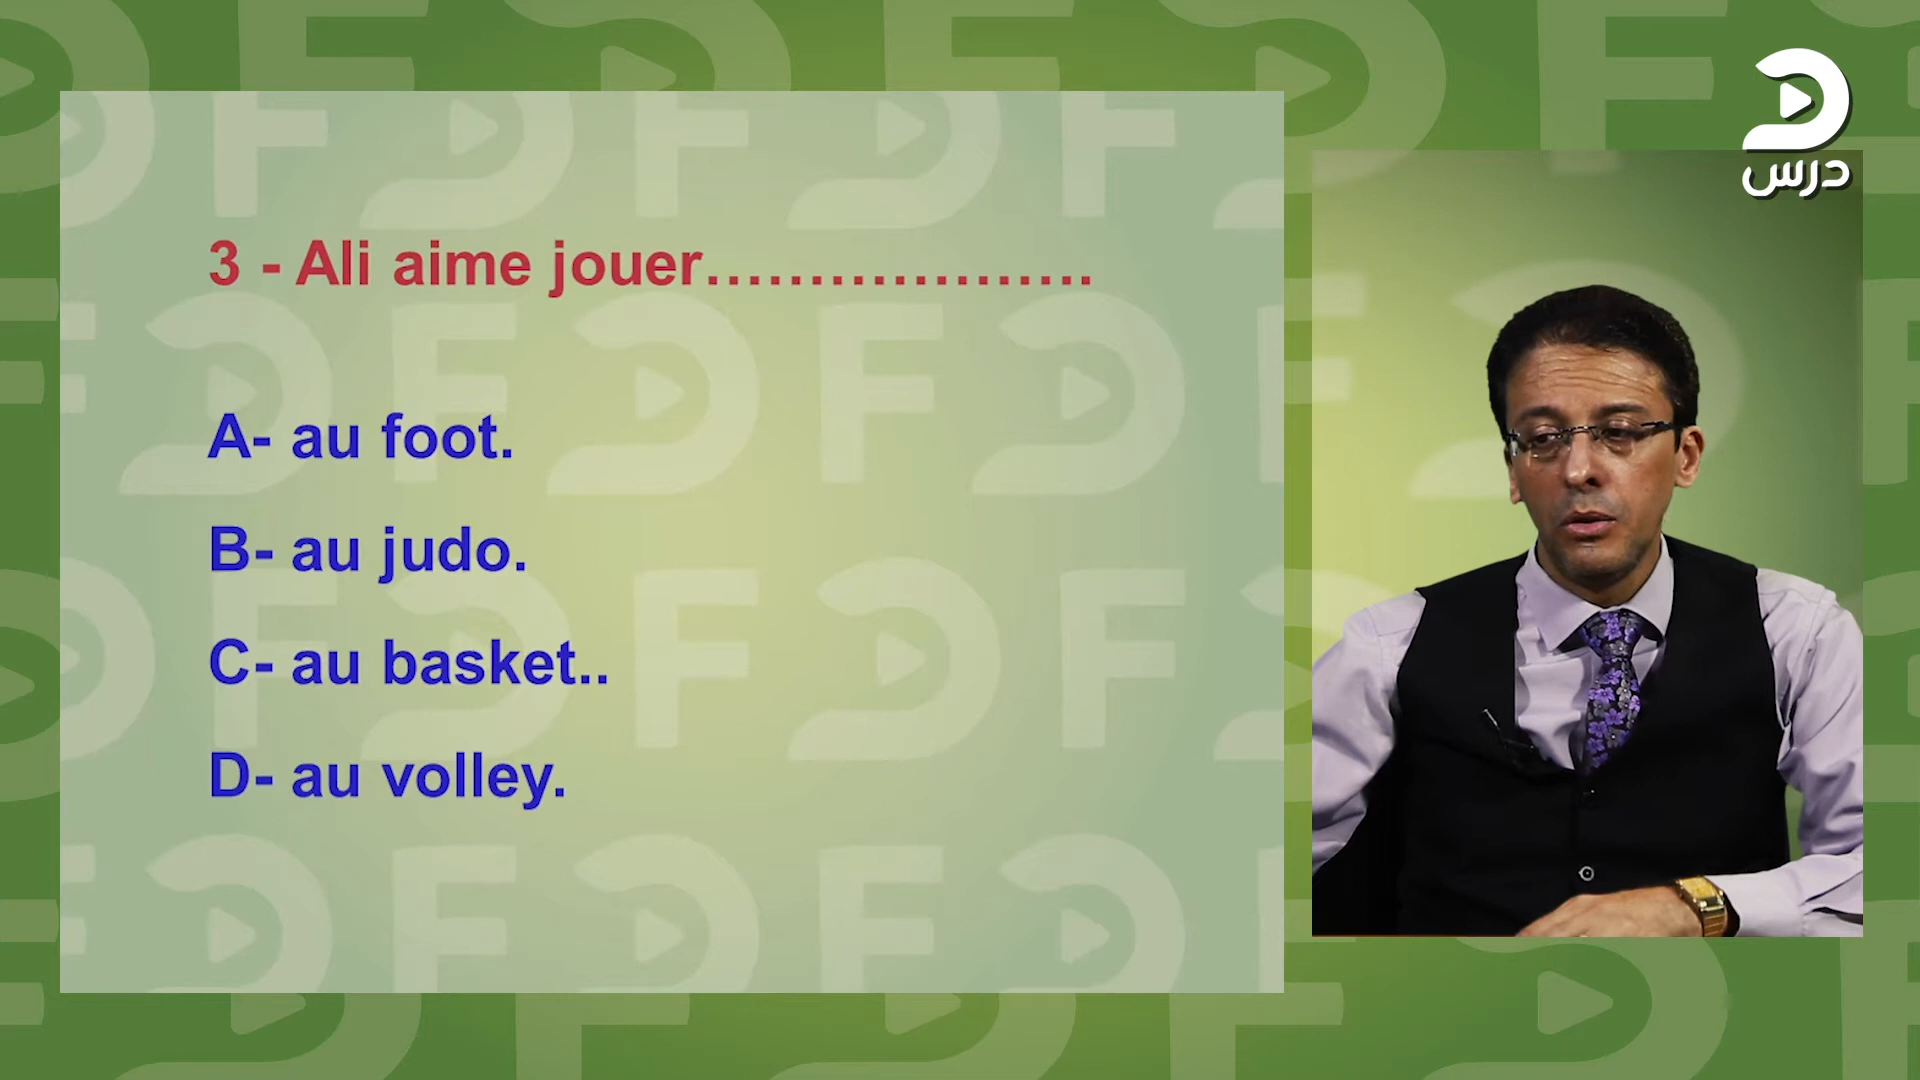 درس
3 - Ali aime jouer...................
A- au foot.
B- au judo.
C- au basket..
D- au volley.